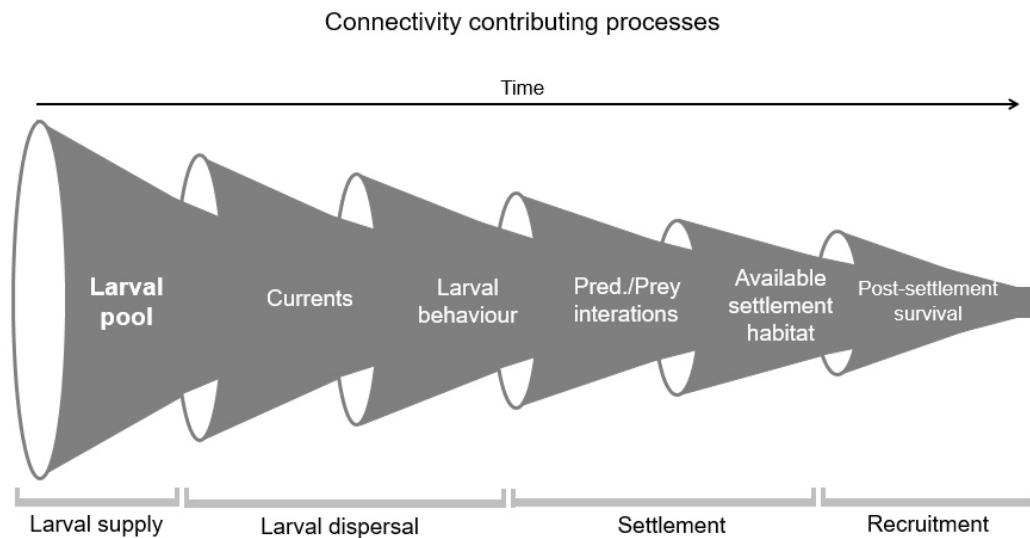 Connectivity contributing processes
Time
Larval
pool
Currents
Larval
behaviour
Pred./Prey
interations
Available
settlement
habitat
Post-settlement
survival
Larval supply
Larval dispersal
Settlement
Recruitment